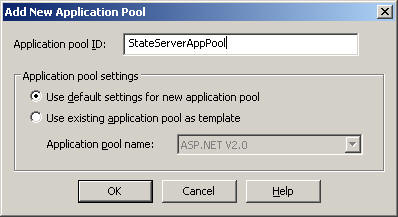 Add New Application Pool
Application pool ID: StateServerAppPool
Application pool settings
Use default settings for new application pool
Use existing application pool as template
Application pool name: ASP.NET V2.0
OK Cancel Help